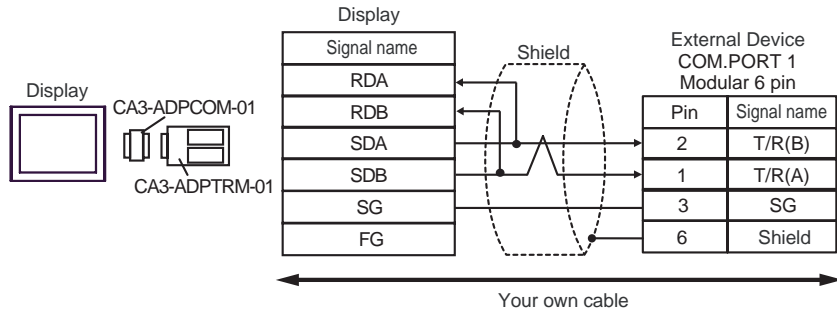 Display
CA3-ADPCOM-01
CA3-ADPTRM-01
Display
Signal name
RDA
RDB
SDA
SDB
SG
FG
Shield
External Device
COM.PORT 1
Modular 6 pin
Pin Signal name
2 T/R(B)
1 T/R(A)
3 SG
6 Shield
Your own cable